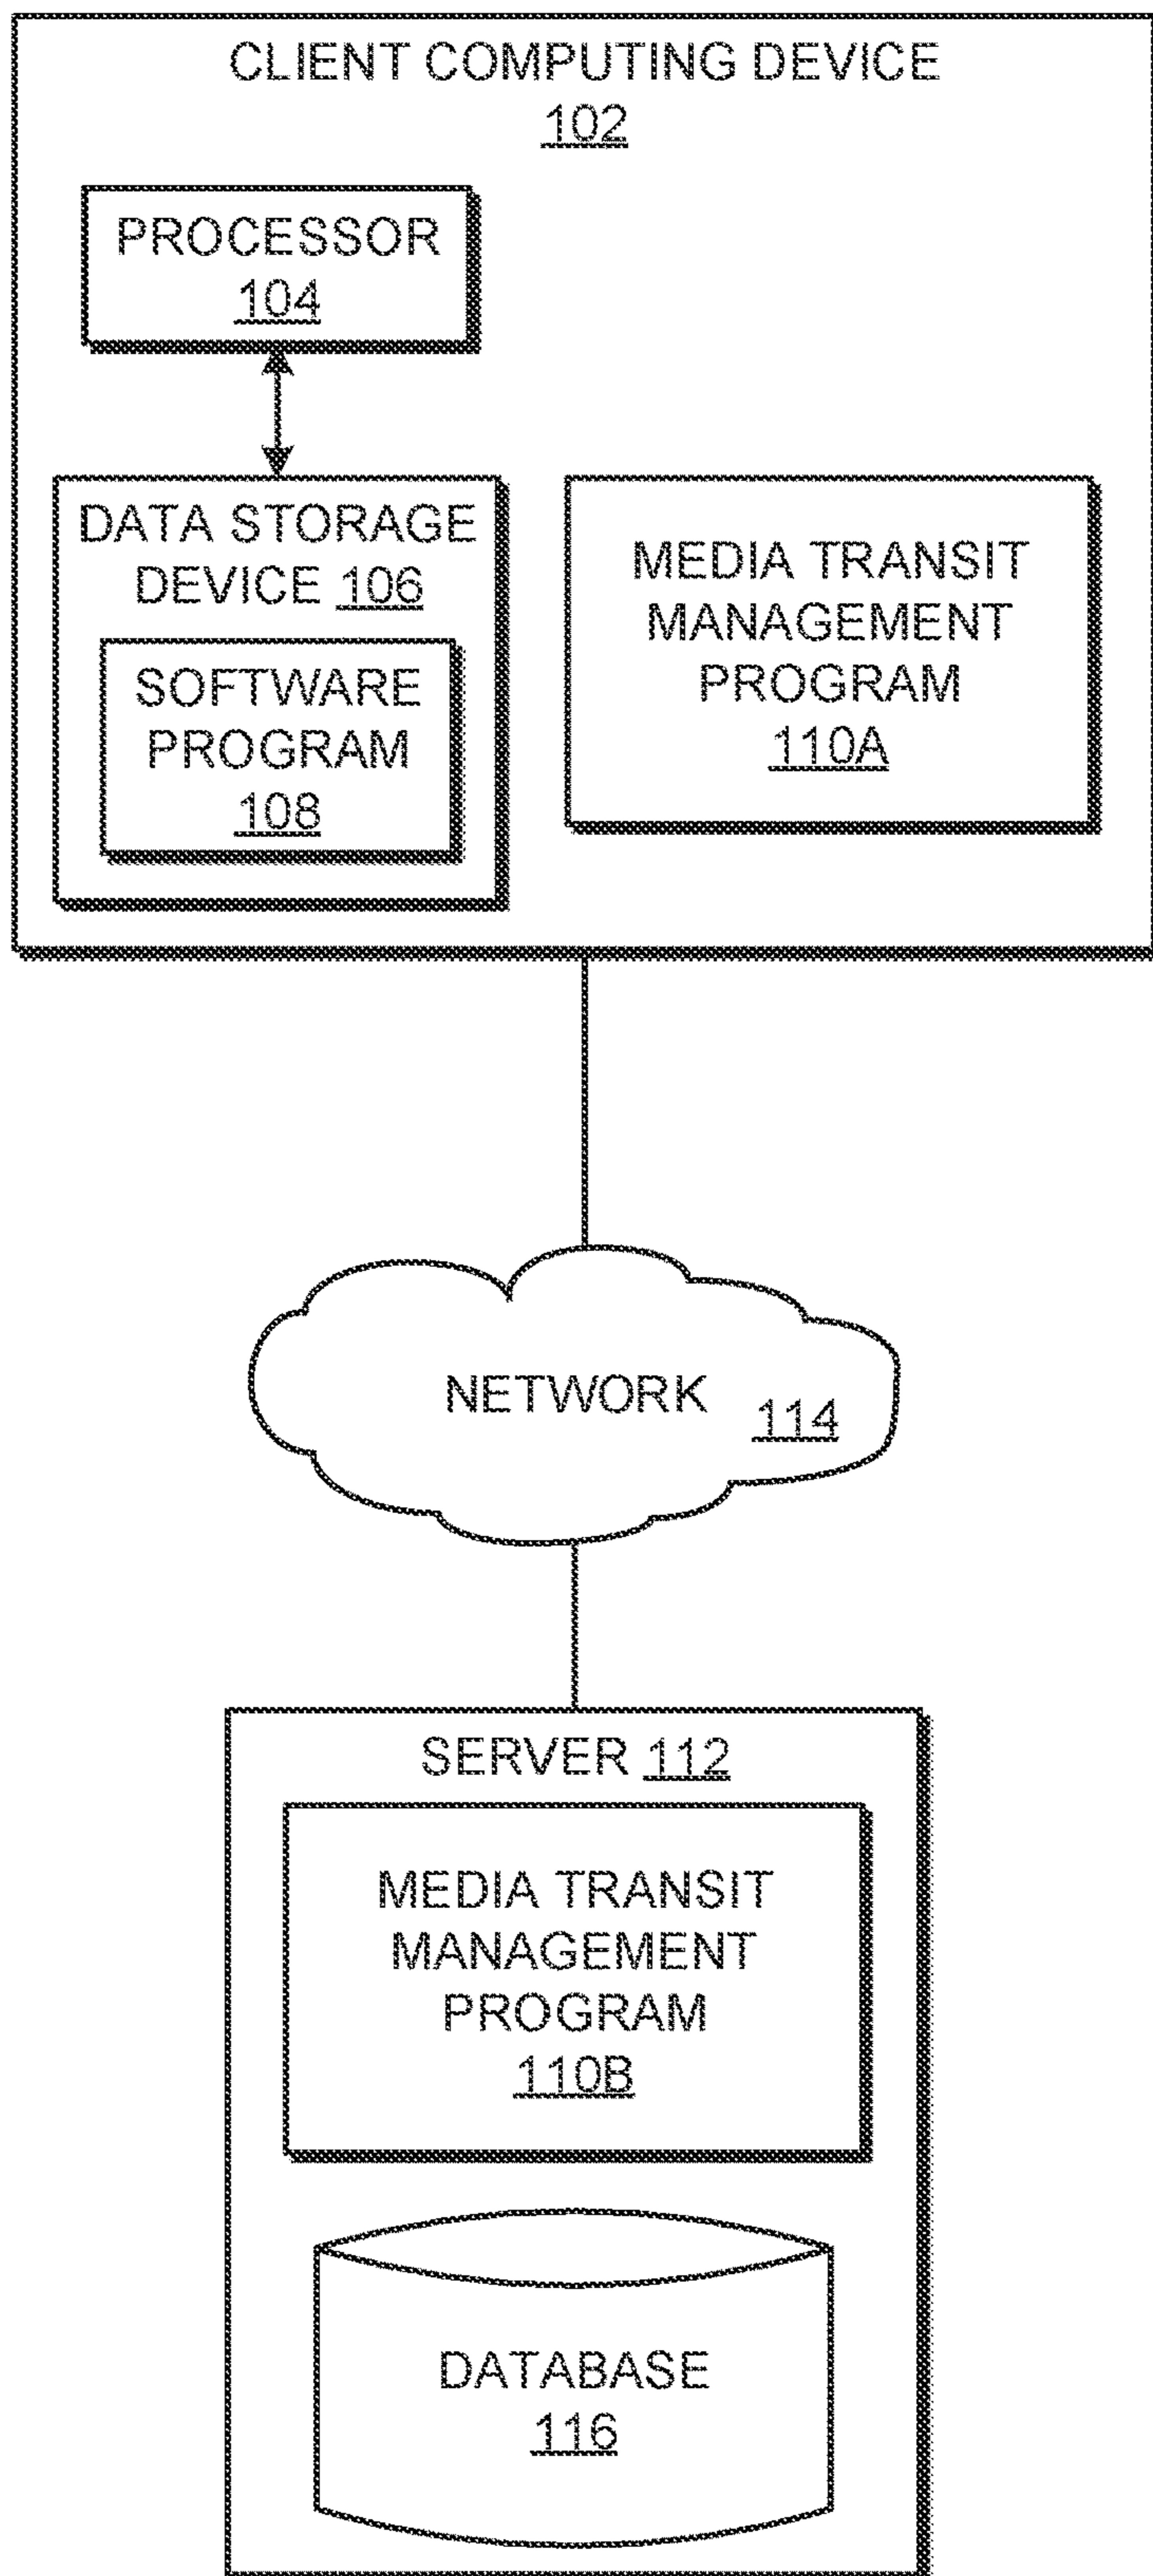 CLIENT COMPUTING DEVICE
102
PROCESSOR
104
DATA STORAGE
DEVICE 106
SOFTWARE
PROGRAM
108
MEDIA TRANSIT
MANAGEMENT
PROGRAM
110A
NETWORK 114
SERVER 112
MEDIA TRANSIT
MANAGEMENT
PROGRAM
110B
DATABASE
116